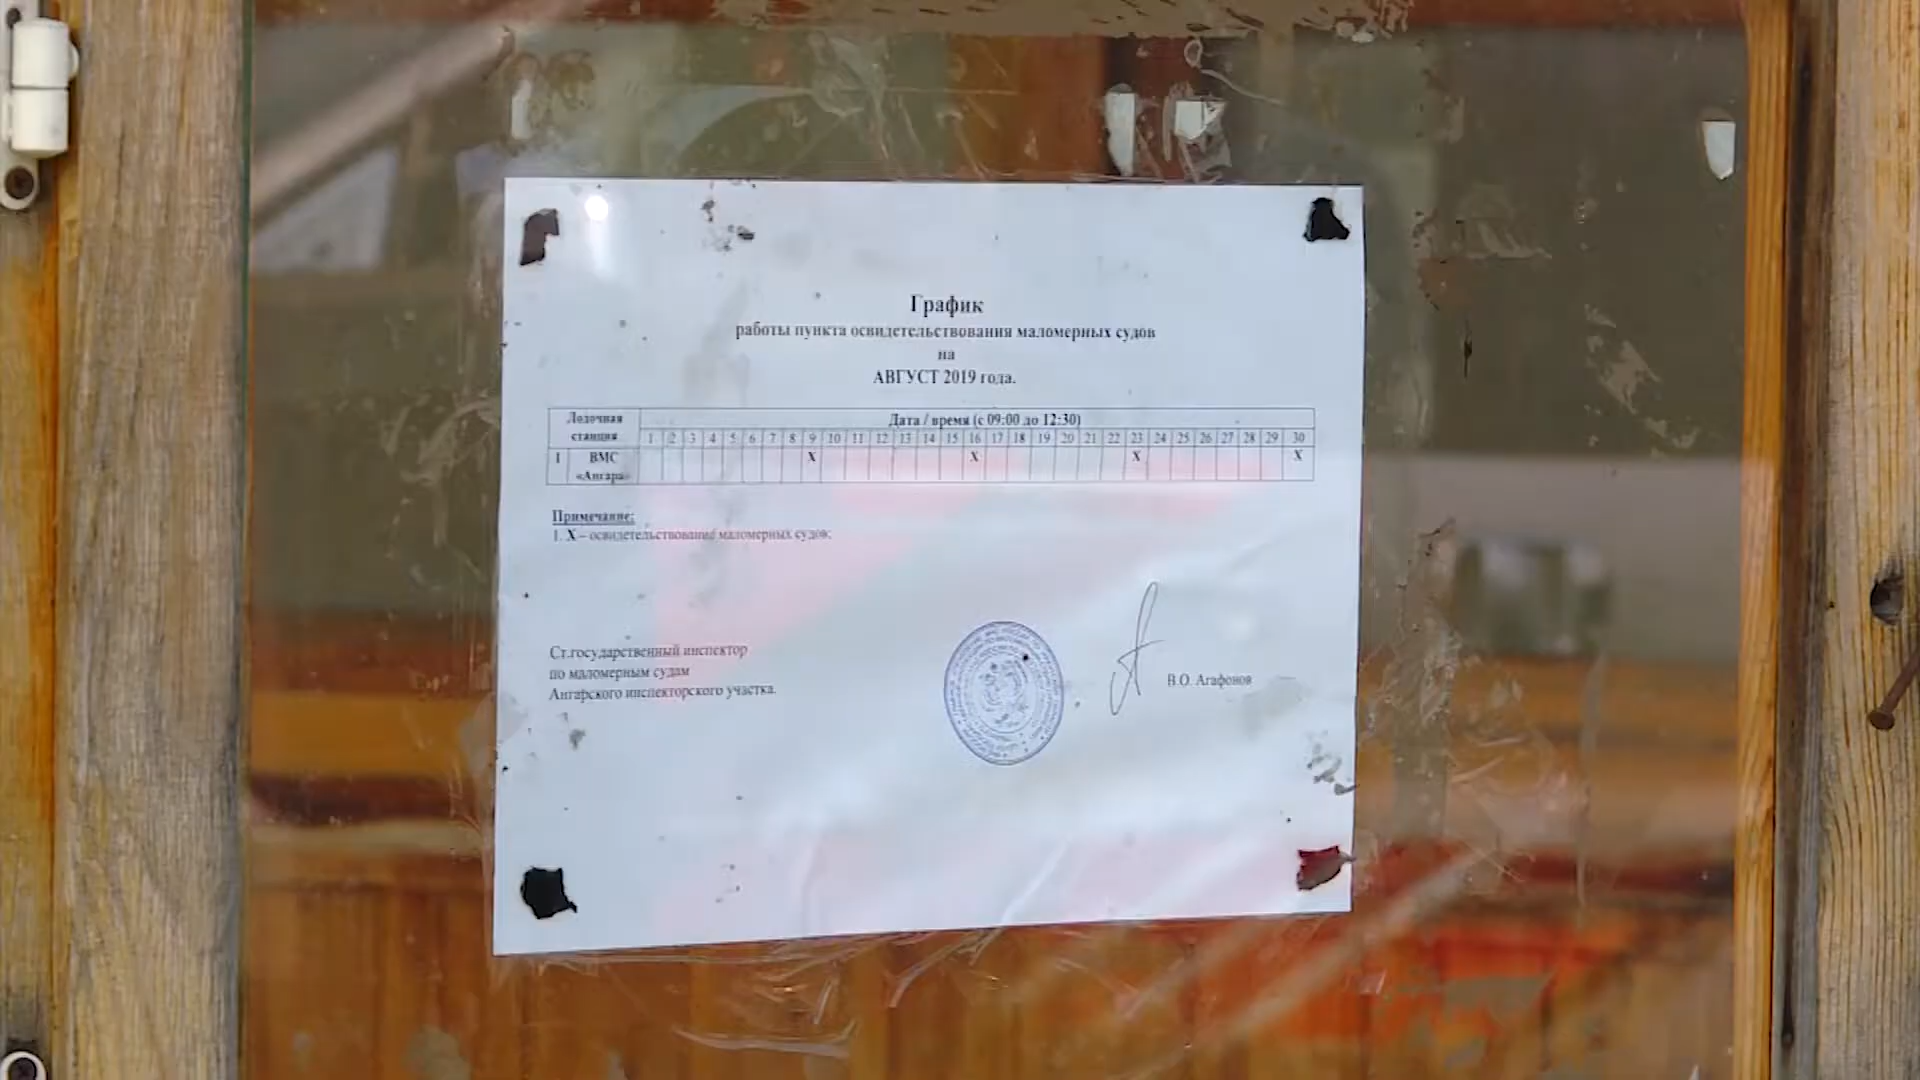 График
работы пункта освидетельствования маломерных судов
на
АВГУСТ 2019 года.
Лодочная станция Дата / время (с 09:00 до 12:30)
1 2 3 4 5 6 7 8 9 10 11 12 13 14 15 16 17 18 19 20 21 22 23 24 25 26 27 28 29 30
1 ВМС «Ангара» X X X X
Примечание:
1. X – освидетельствование маломерных судов;
Ст.государственный инспектор
по маломерным судам
Ангарского инспекторского участка.
В.О. Агафонов